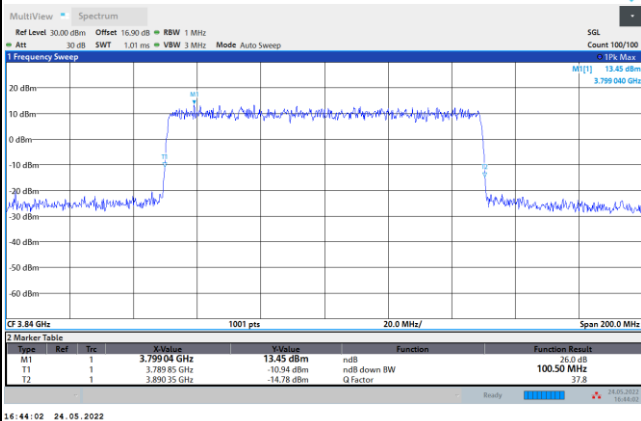 MultiView Spectrum
Ref Level 30.00 dBm Offset 16.90 dB RBW 1 MHz SGL
Att 30 dB SWT 1.01 ms VBW 3 MHz Mode Auto Sweep Count 100/100
1 Frequency Sweep 1Pk Max
M1[1] 13.45 dBm
3.799 040 GHz
20 dBm
M1
10 dBm
0 dBm
T1
-10 dBm
T2
-20 dBm
-30 dBm
-40 dBm
-50 dBm
-60 dBm
CF 3.84 GHz 1001 pts 20.0 MHz/ Span 200.0 MHz
2 Marker Table
Type Ref Trc X-Value Y-Value Function Function Result
M1 1 3.799 04 GHz 13.45 dBm ndB 26.0 dB
T1 1 3.789 85 GHz -10.94 dBm ndB down BW 100.50 MHz
T2 1 3.890 35 GHz -14.78 dBm Q Factor 37.8
Ready 24.05.2022
16:44:02
16:44:02 24.05.2022